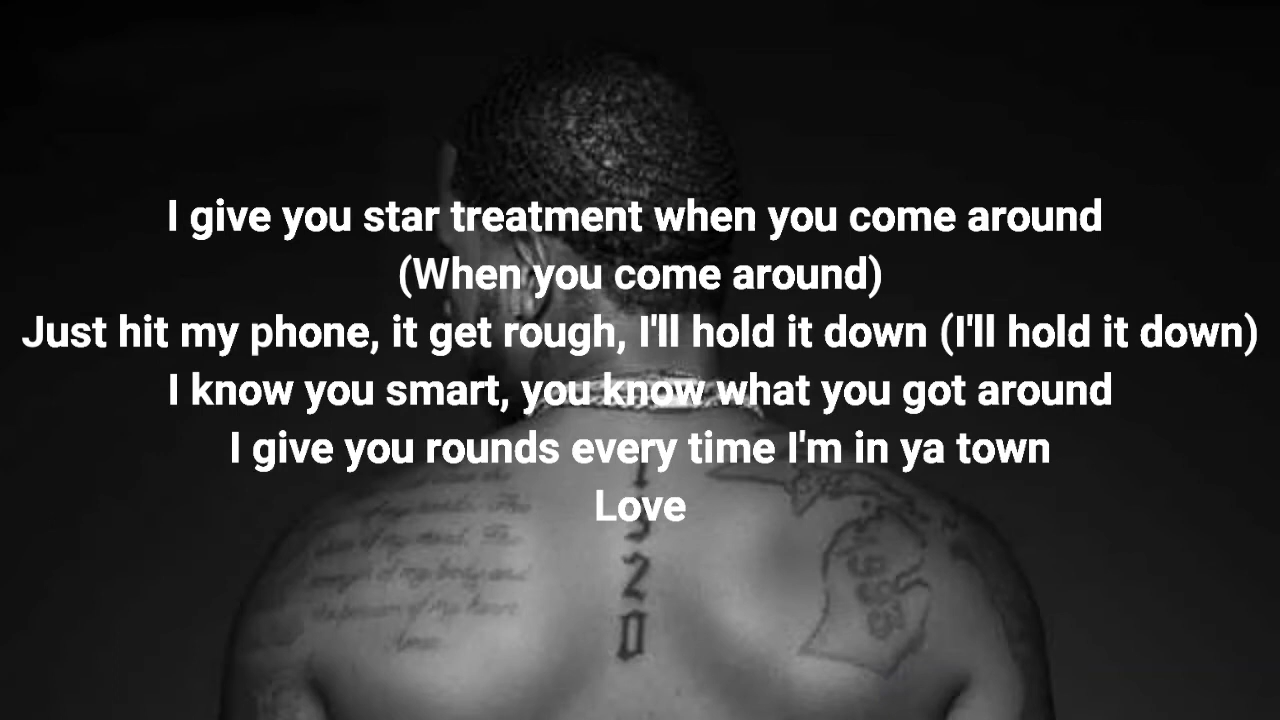 I give you star treatment when you come around
(When you come around)
Just hit my phone, it get rough, I'll hold it down (I'll hold it down)
I know you smart, you know what you got around
I give you rounds every time I'm in ya town
Love
2
0